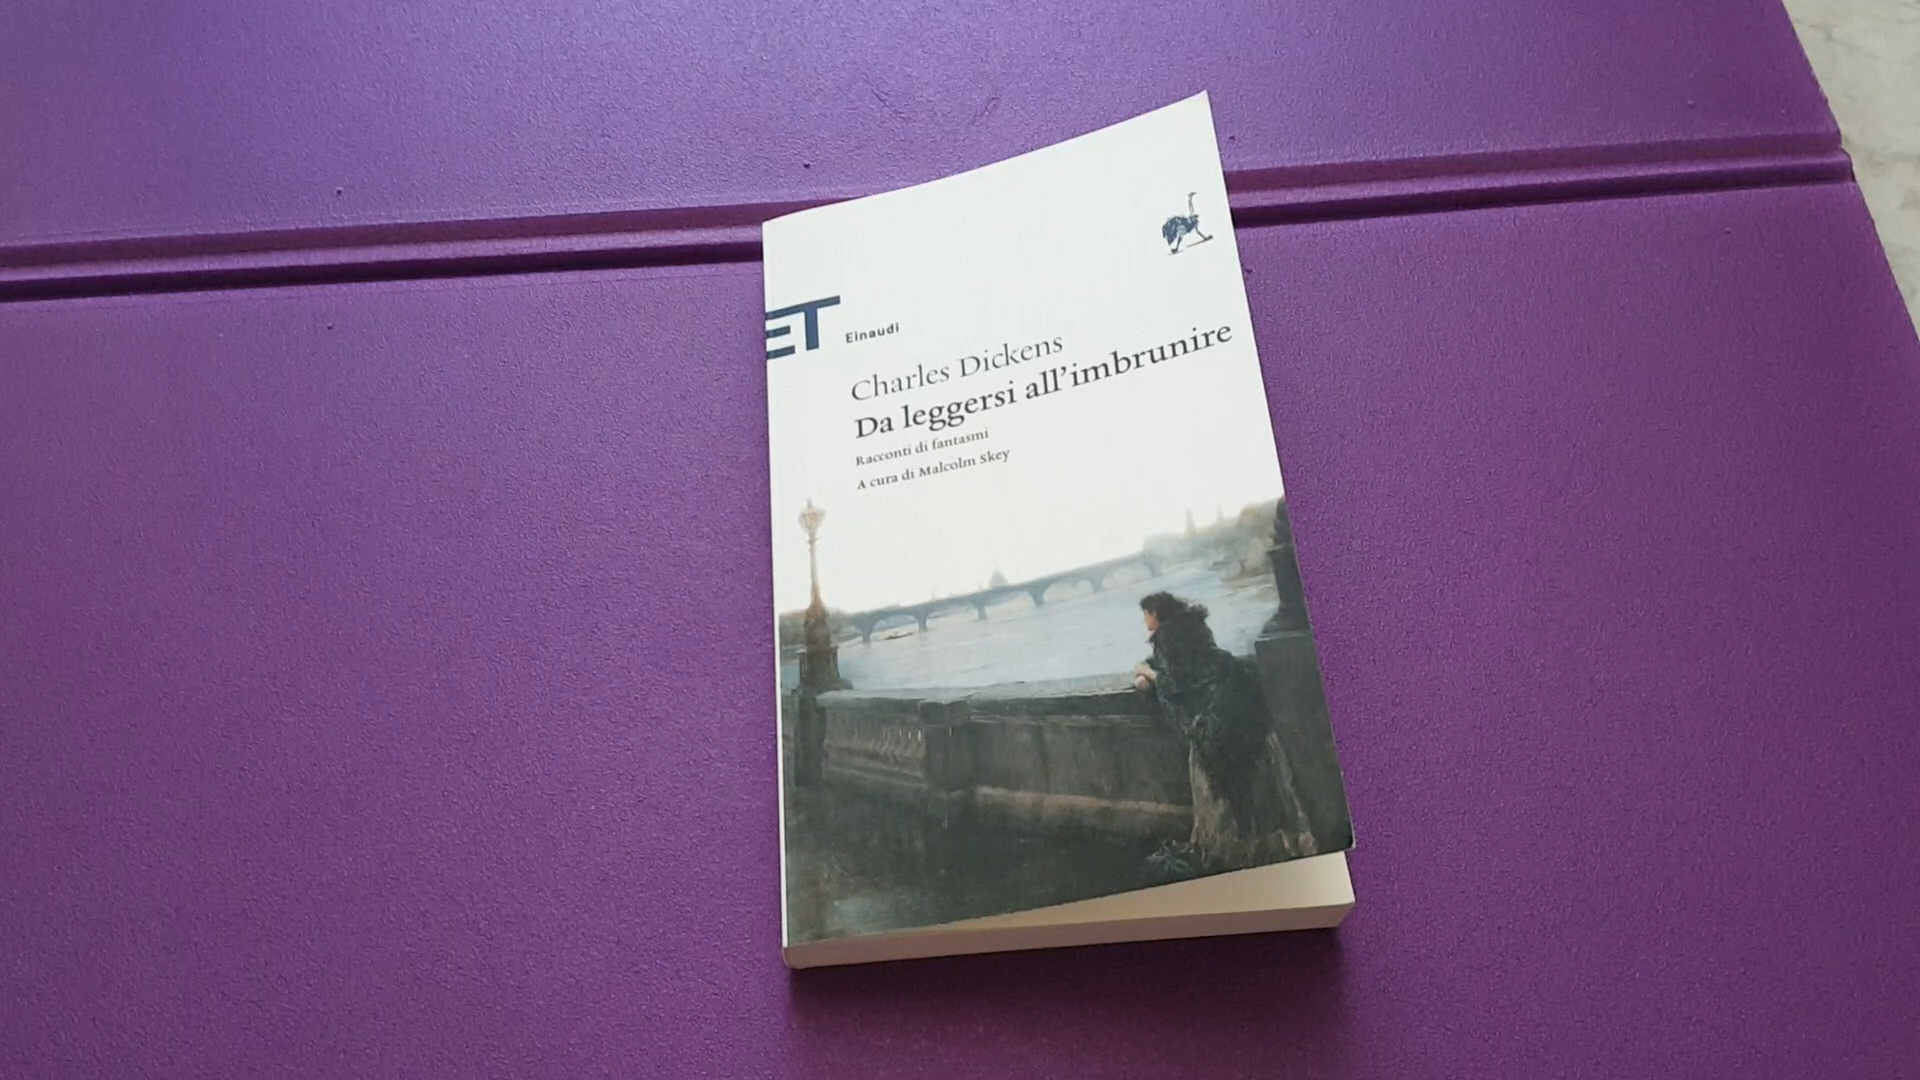 ET Einaudi
Charles Dickens
Da leggersi all'imbrunire
Racconti di fantasmi
A cura di Malcolm Skey